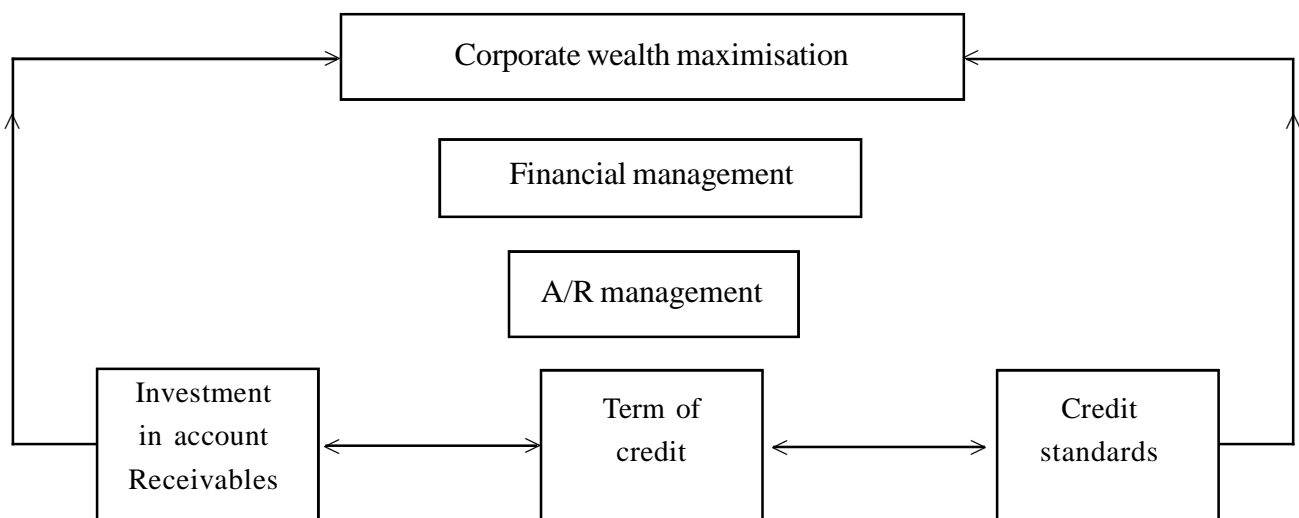 Corporate wealth maximisation
Financial management
A/R management
Investment
in account
Receivables
Term of
credit
Credit
standards